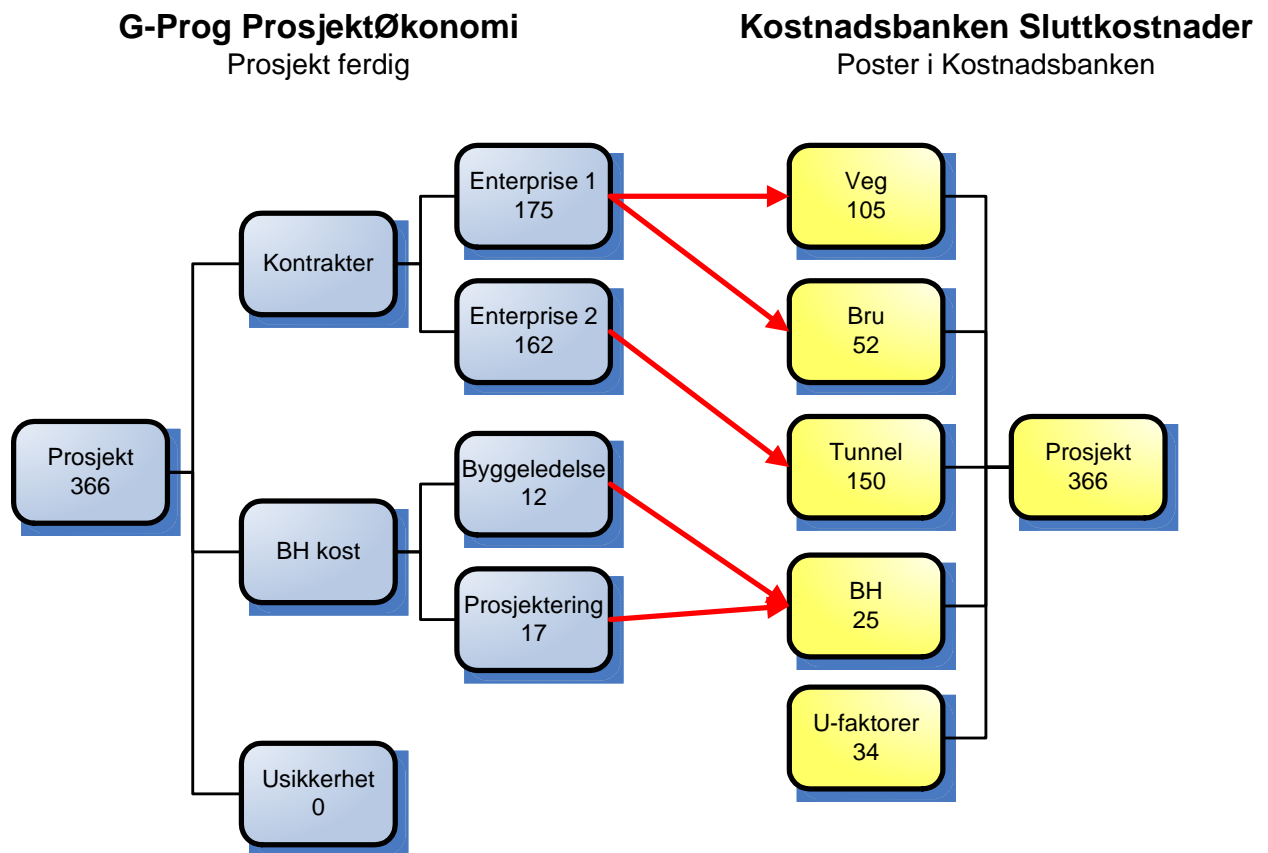 G-Prog ProsjektØkonomi
Prosjekt ferdig
Kostnadsbanken Sluttkostnader
Poster i Kostnadsbanken
Prosjekt
366
Kontrakter
BH kost
Usikkerhet
0
Enterprise 1
175
Enterprise 2
162
Byggeledelse
12
Prosjektering
17
Veg
105
Bru
52
Tunnel
150
BH
25
U-faktorer
34
Prosjekt
366